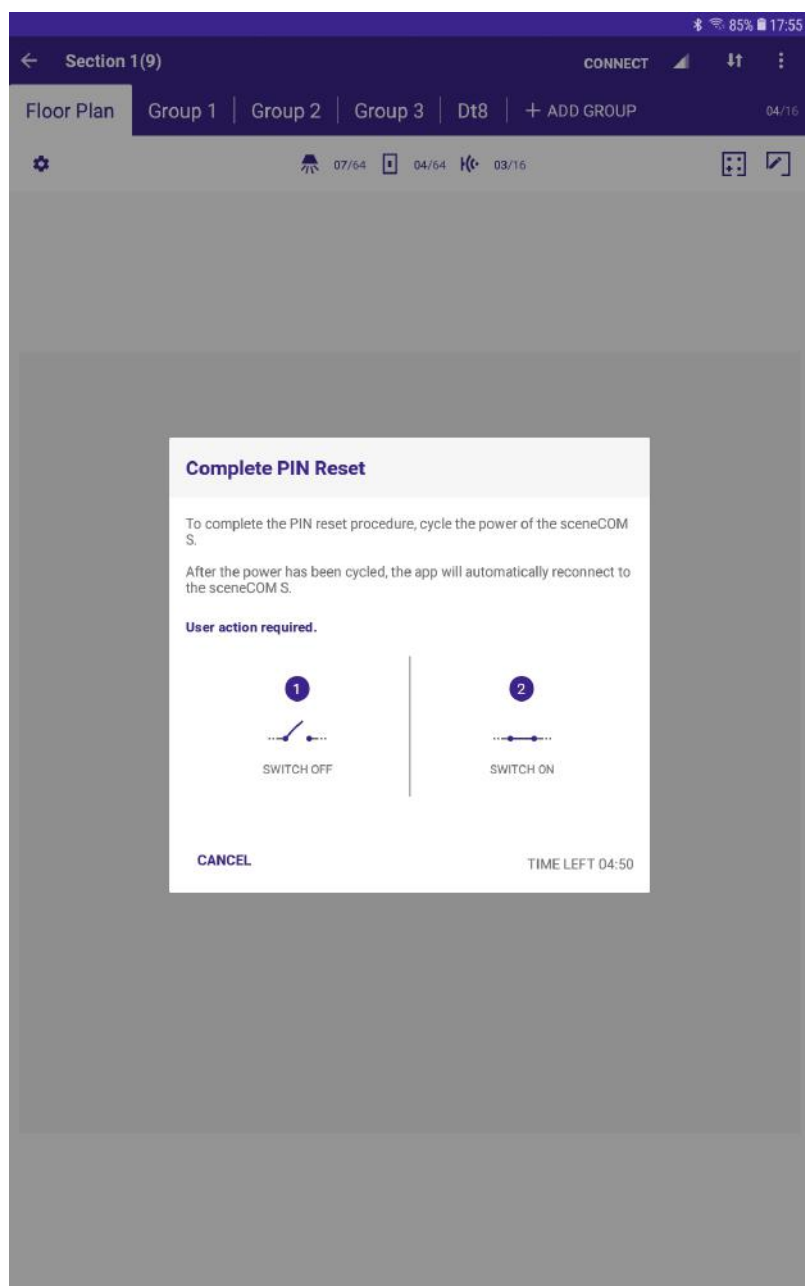 85% 17:55
Section 1(9) CONNECT
Floor Plan Group 1 Group 2 Group 3 Dt8 + ADD GROUP 04/16
07/64 04/64 03/16
Complete PIN Reset
To complete the PIN reset procedure, cycle the power of the sceneCOM
S.
After the power has been cycled, the app will automatically reconnect to
the sceneCOM S.
User action required.
1 2
SWITCH OFF SWITCH ON
CANCEL TIME LEFT 04:50